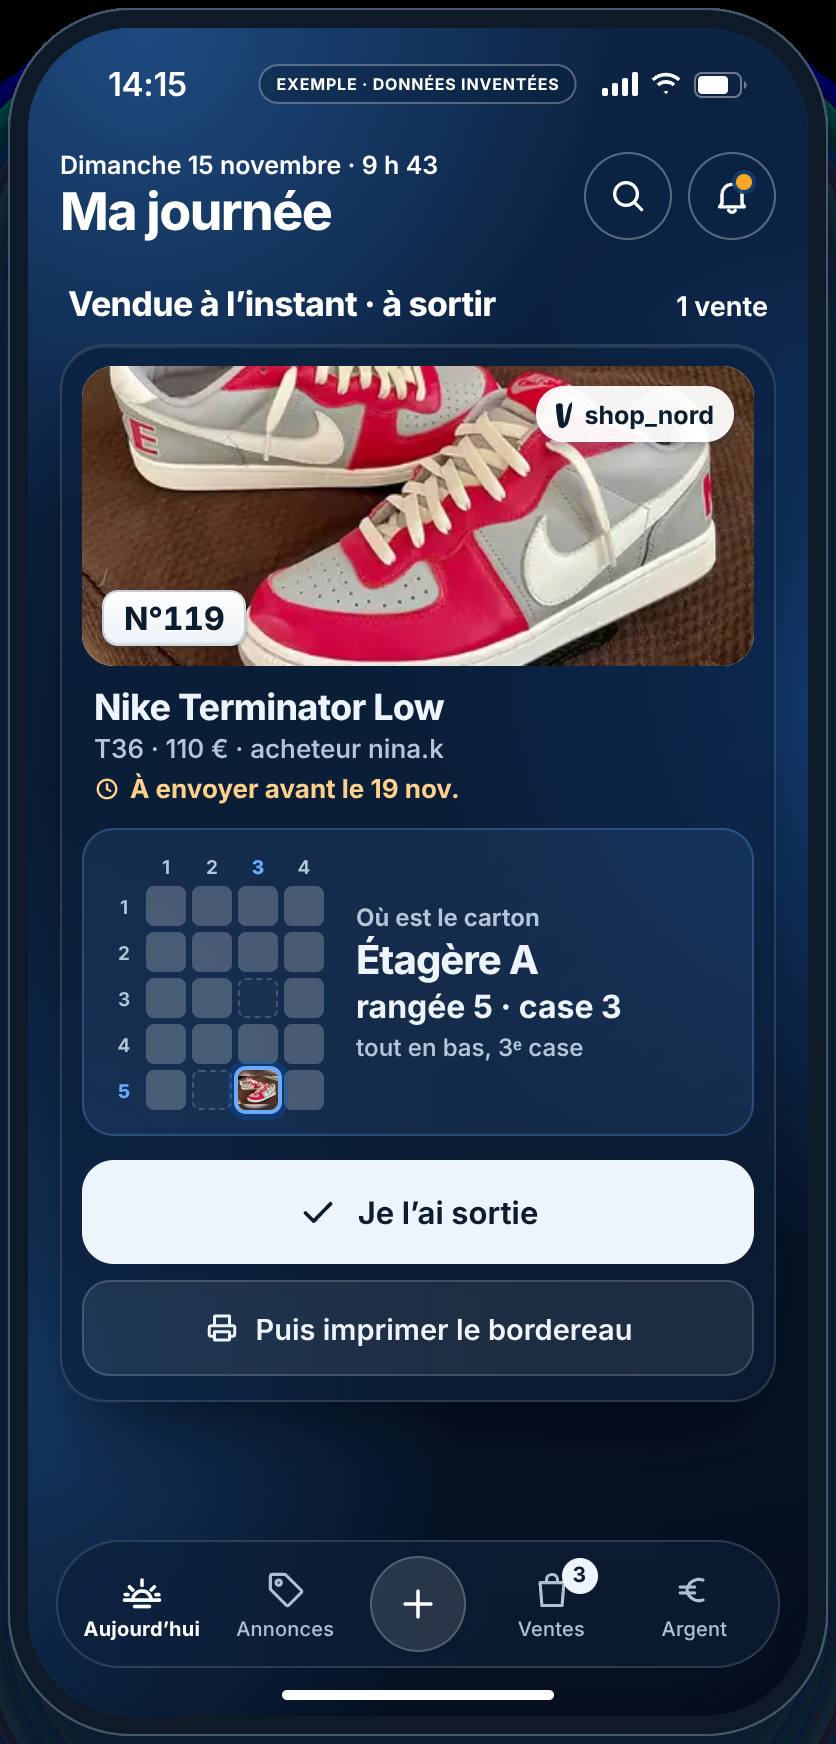 14:15
EXEMPLE · DONNÉES INVENTÉES
Dimanche 15 novembre · 9 h 43
Ma journée
Vendue à l’instant · à sortir
1 vente
E
shop_nord
N°119
Nike Terminator Low
T36 · 110 € · acheteur nina.k
À envoyer avant le 19 nov.
1 2 3 4
1
2
3
4
5
Où est le carton
Étagère A
rangée 5 · case 3
tout en bas, 3ᵉ case
Je l’ai sortie
Puis imprimer le bordereau
3
Aujourd’hui
Annonces
Ventes
Argent